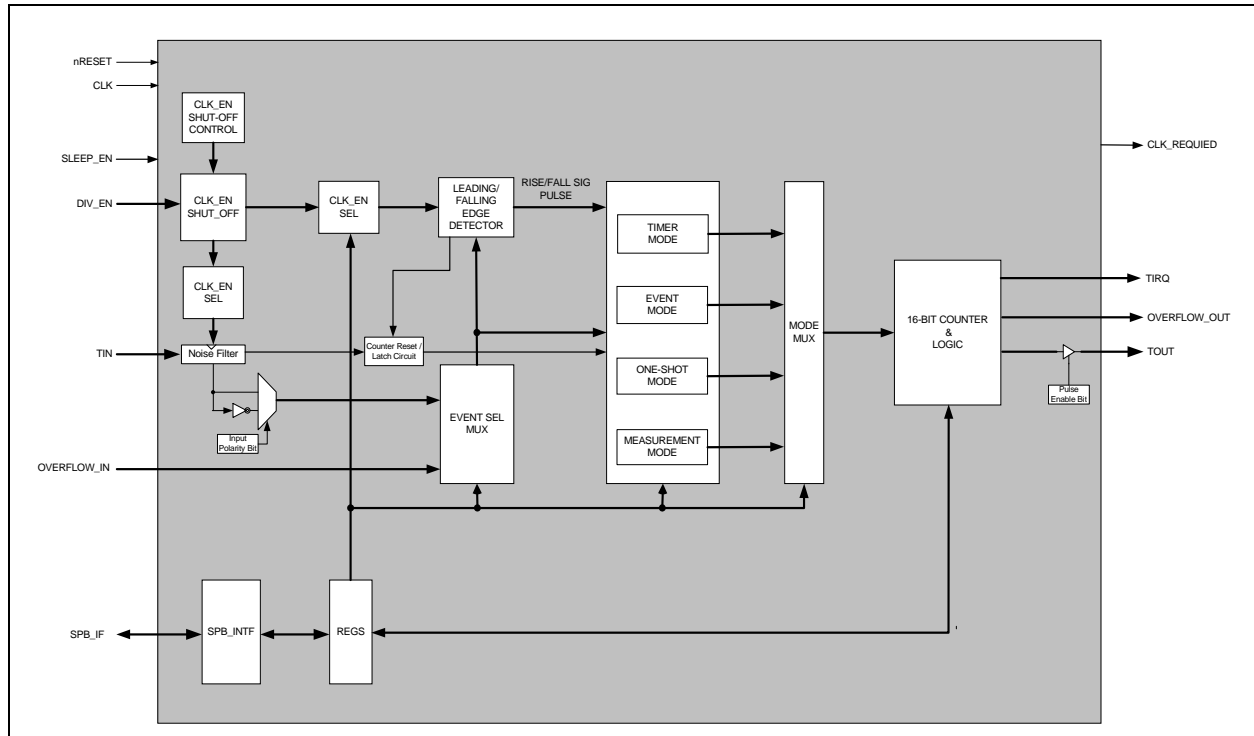 nRESET
CLK
CLK_EN
SHUT-OFF
CONTROL
SLEEP_EN
CLK_REQUIED
DIV_EN
CLK_EN
SHUT_OFF
CLK_EN
SEL
LEADING/
FALLING
EDGE
DETECTOR
RISE/FALL SIG
PULSE
TIMER
MODE
CLK_EN
SEL
EVENT
MODE
MODE
MUX
16-BIT COUNTER
&
LOGIC
TIRQ
OVERFLOW_OUT
TOUT
TIN
Noise Filter
Counter Reset /
Latch Circuit
ONE-SHOT
MODE
Pulse
Enable Bit
EVENT SEL
MUX
Input
Polarity Bit
MEASUREMENT
MODE
OVERFLOW_IN
SPB_IF
SPB_INTF
REGS